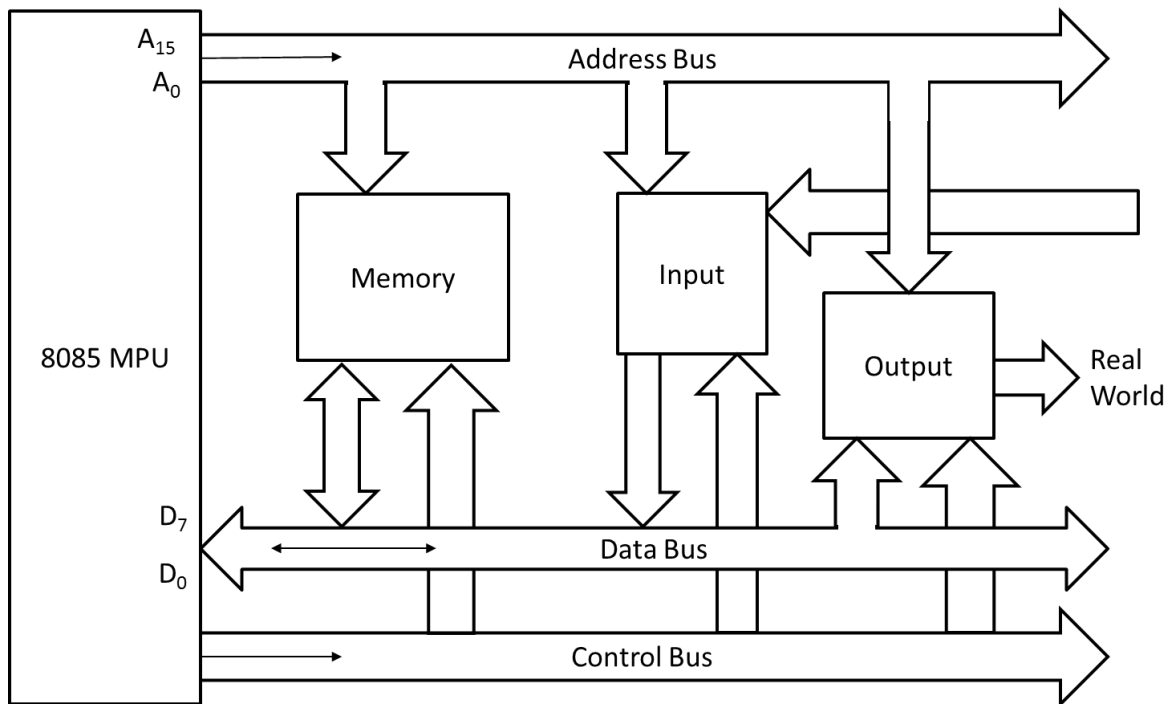 A₁₅
Address Bus
A₀
Memory
Input
8085 MPU
Output
Real
World
D₇
Data Bus
D₀
Control Bus